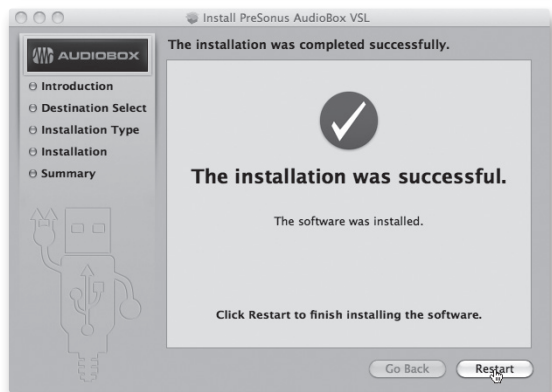 Install PreSonus AudioBox VSL
The installation was completed successfully.
AUDIOBOX
Introduction
Destination Select
Installation Type
Installation
Summary
The installation was successful.
The software was installed.
Click Restart to finish installing the software.
Go Back
Restart